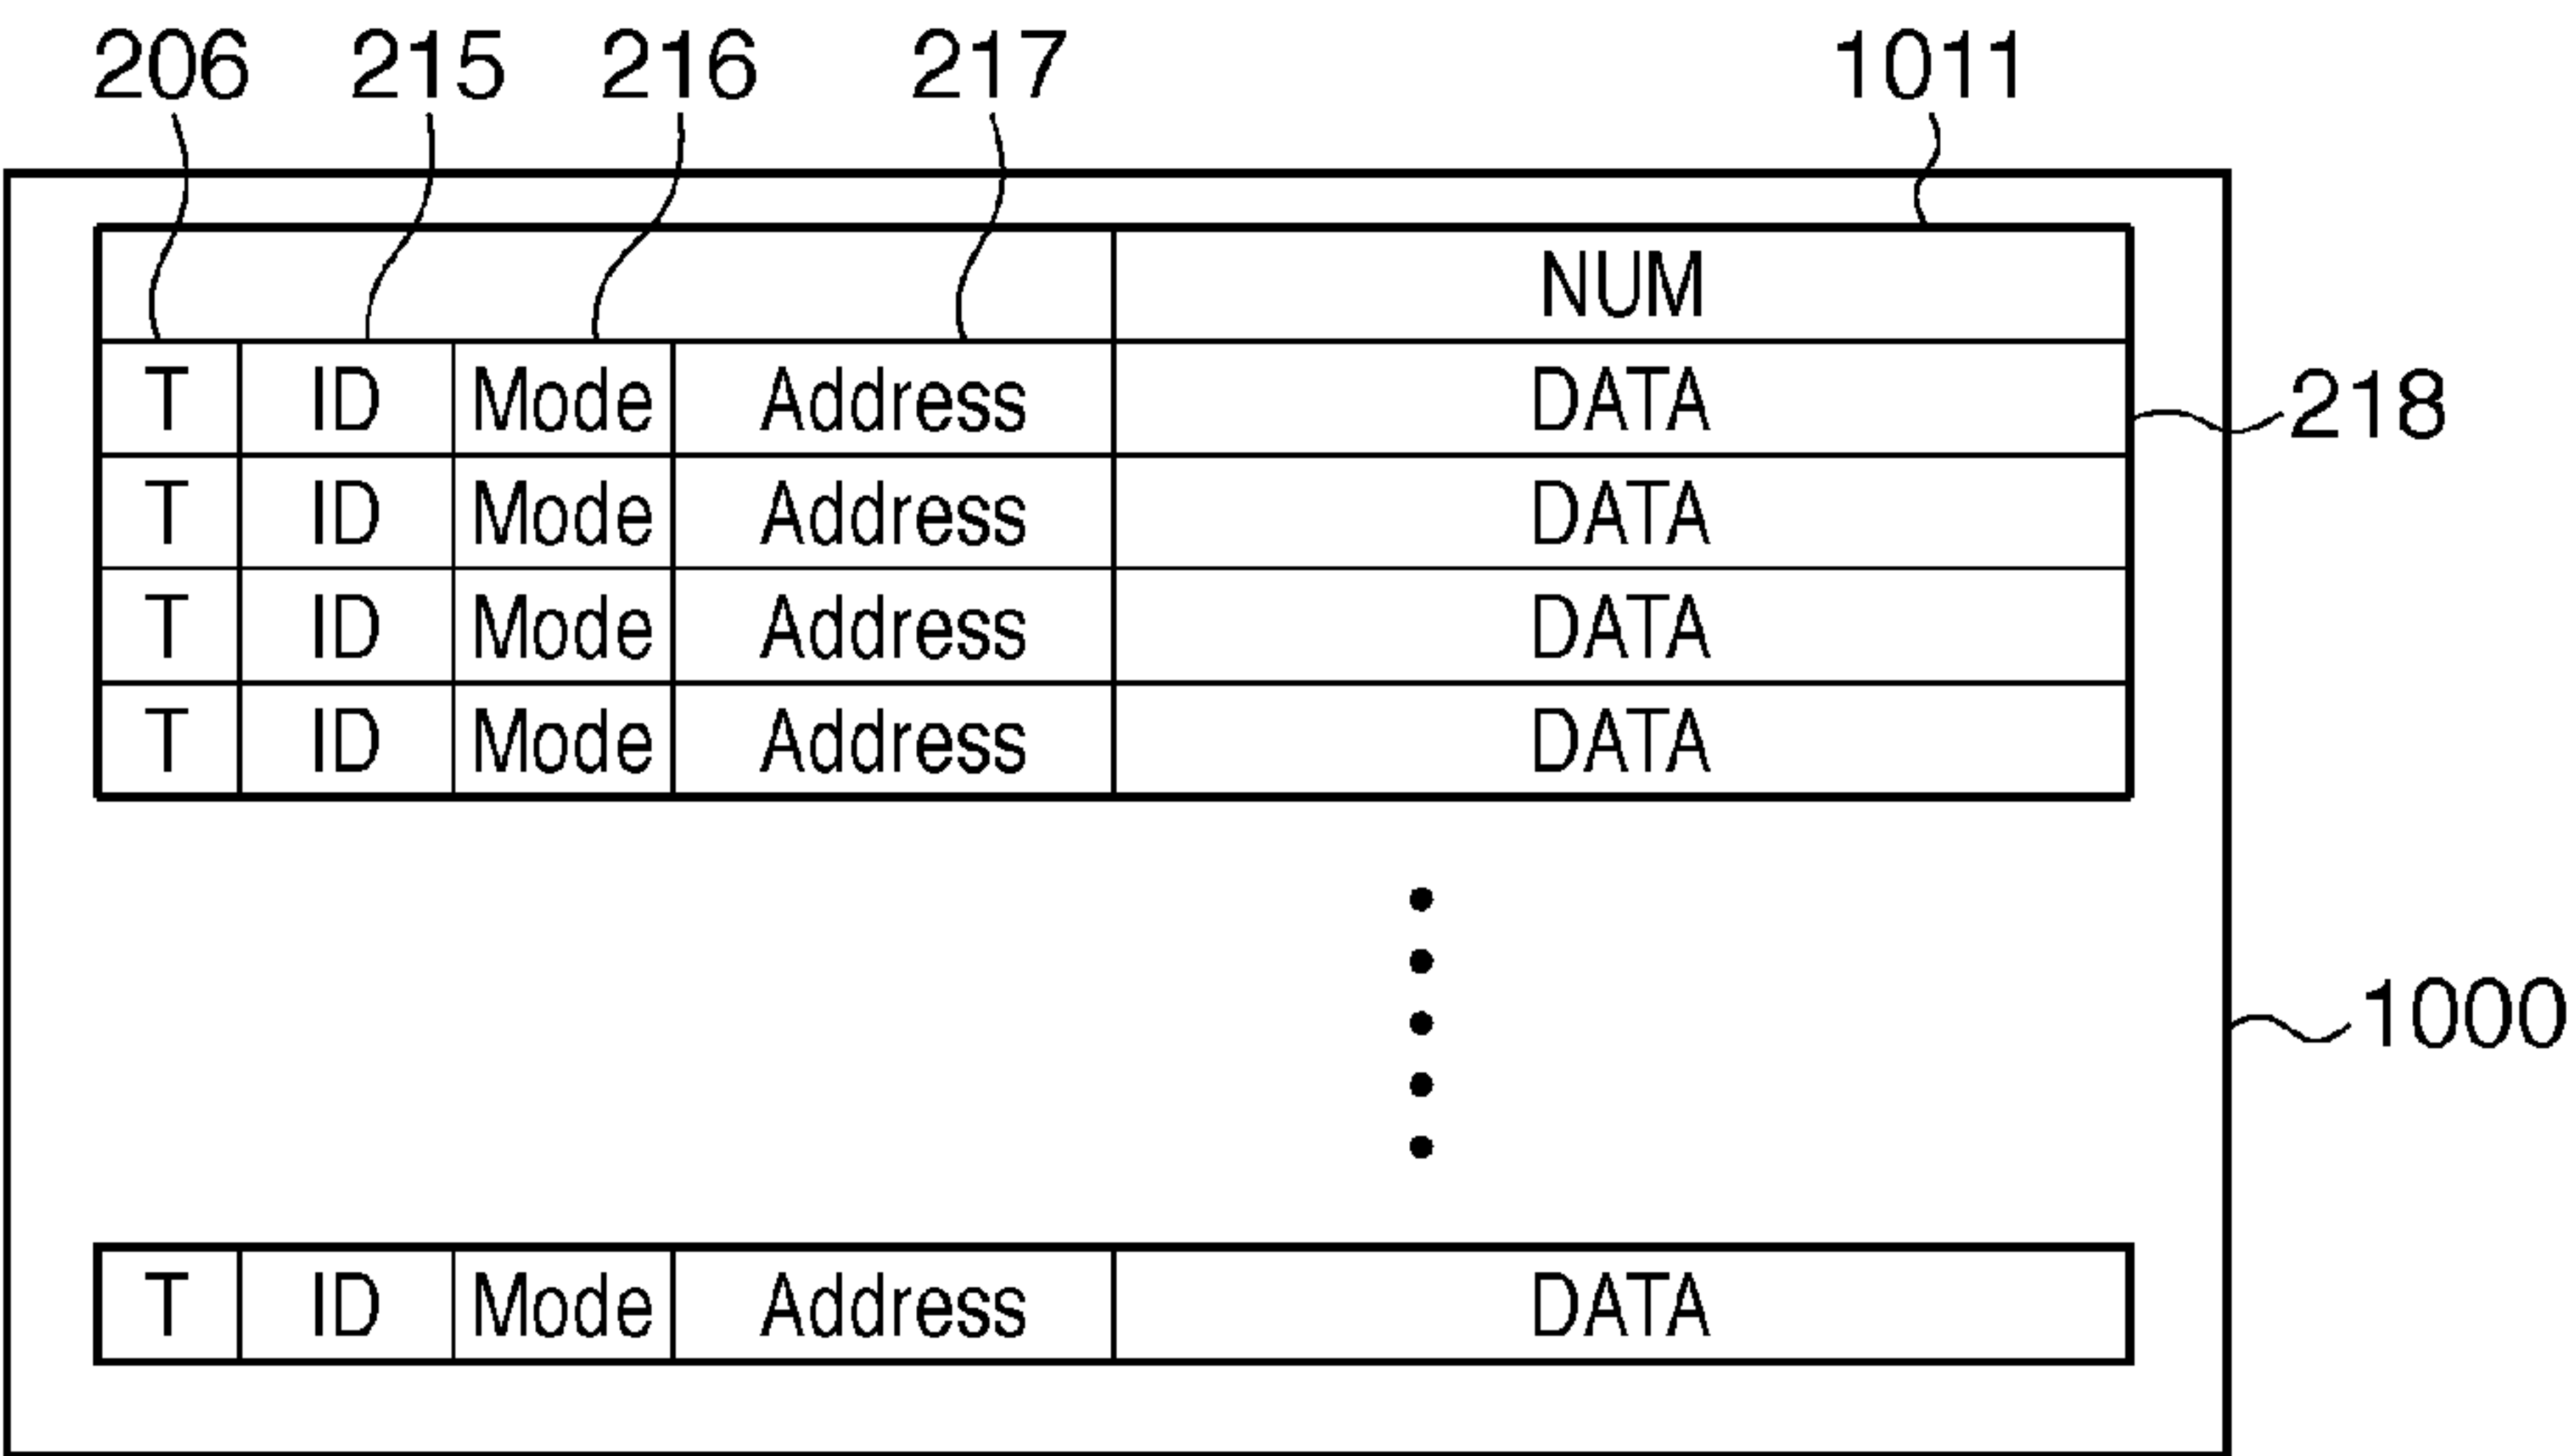 206 215 216 217 1011
NUM
T ID Mode Address DATA 218
T ID Mode Address DATA
T ID Mode Address DATA
T ID Mode Address DATA
1000
T ID Mode Address DATA